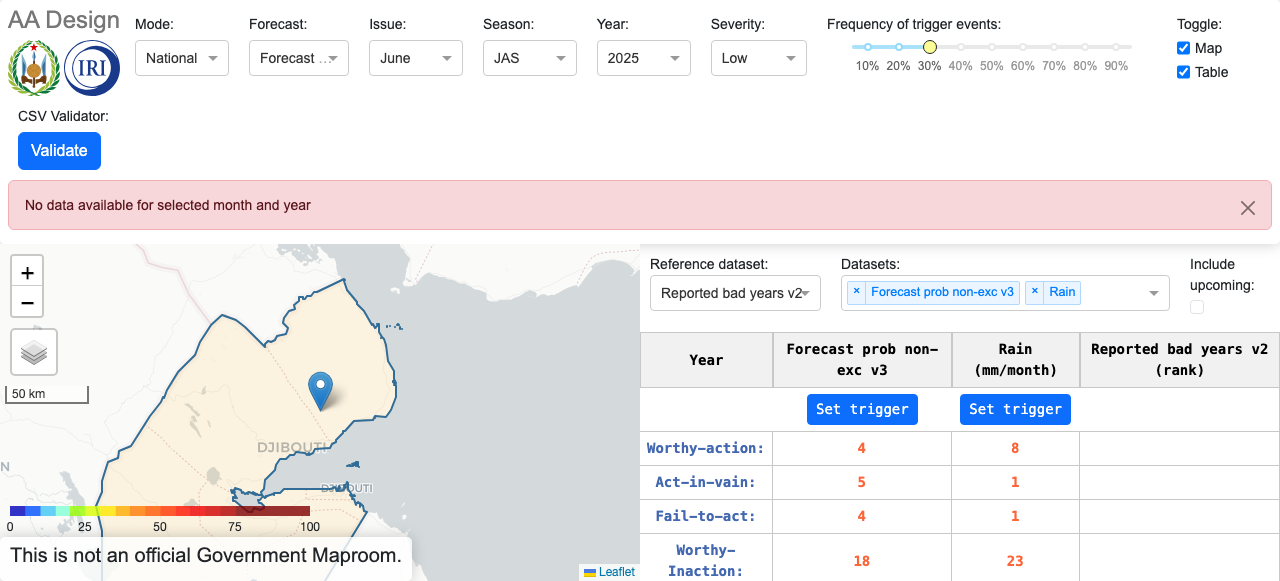 AA Design
IRI
Mode:
National
Forecast:
Forecast ...
Issue:
June
Season:
JAS
Year:
2025
Severity:
Low
Frequency of trigger events:
10% 20% 30% 40% 50% 60% 70% 80% 90%
Toggle:
Map
Table
CSV Validator:
Validate
No data available for selected month and year
+
−
50 km
DJIBOUTI
DJIBOUTI
N
0 25 50 75 100
This is not an official Government Maproom.
Leaflet
Reference dataset:
Reported bad years v2
Datasets:
× Forecast prob non-exc v3 × Rain
Include
upcoming:
Year
Forecast prob non-
exc v3
Rain
(mm/month)
Reported bad years v2
(rank)
Set trigger Set trigger
Worthy-action: 4 8
Act-in-vain: 5 1
Fail-to-act: 4 1
Worthy-
Inaction: 18 23